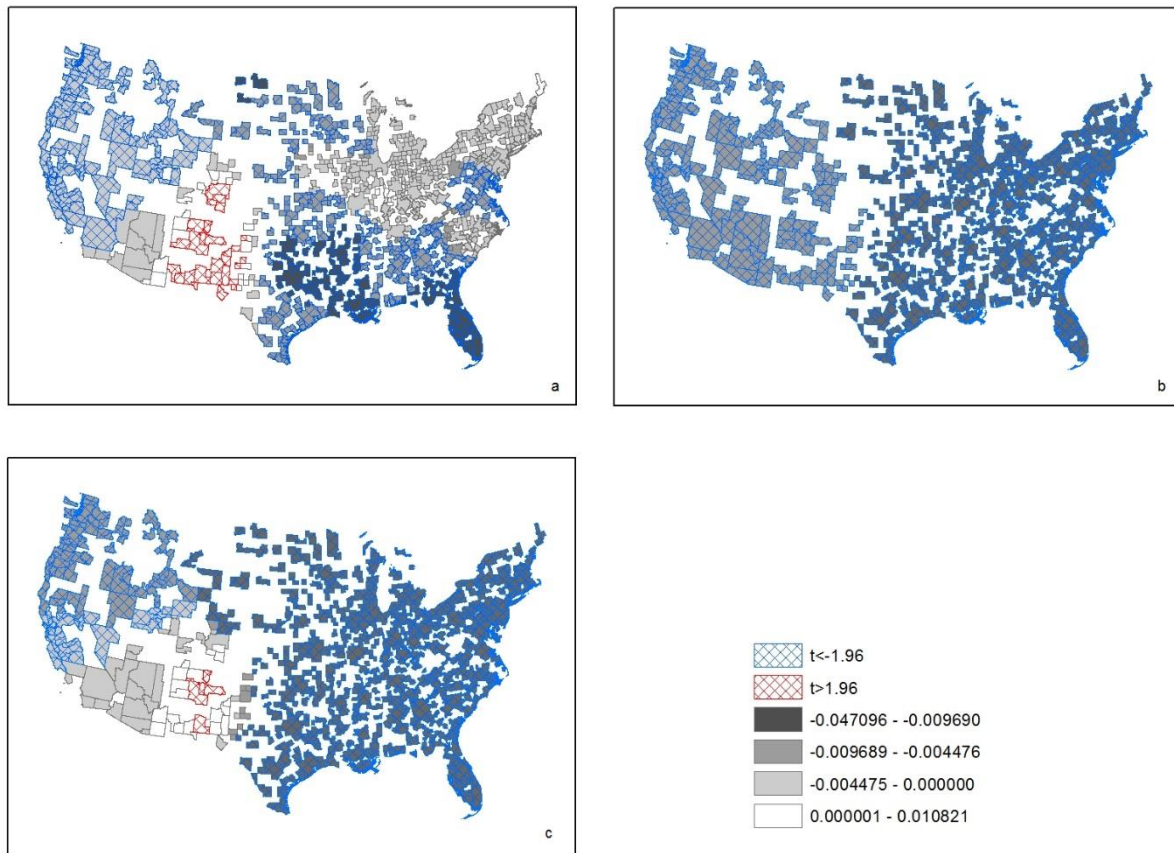 a
b
c
t<-1.96
t>1.96
-0.047096 - -0.009690
-0.009689 - -0.004476
-0.004475 - 0.000000
0.000001 - 0.010821